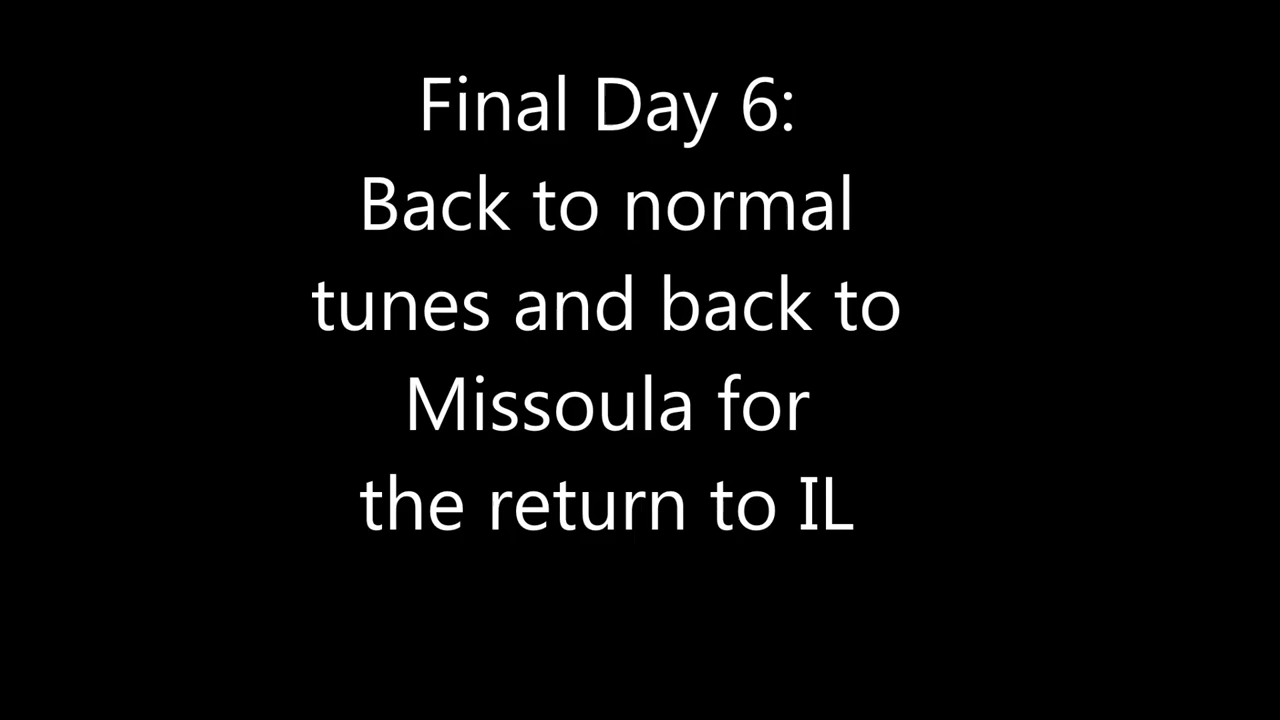 Final Day 6:
Back to normal
tunes and back to
Missoula for
the return to IL